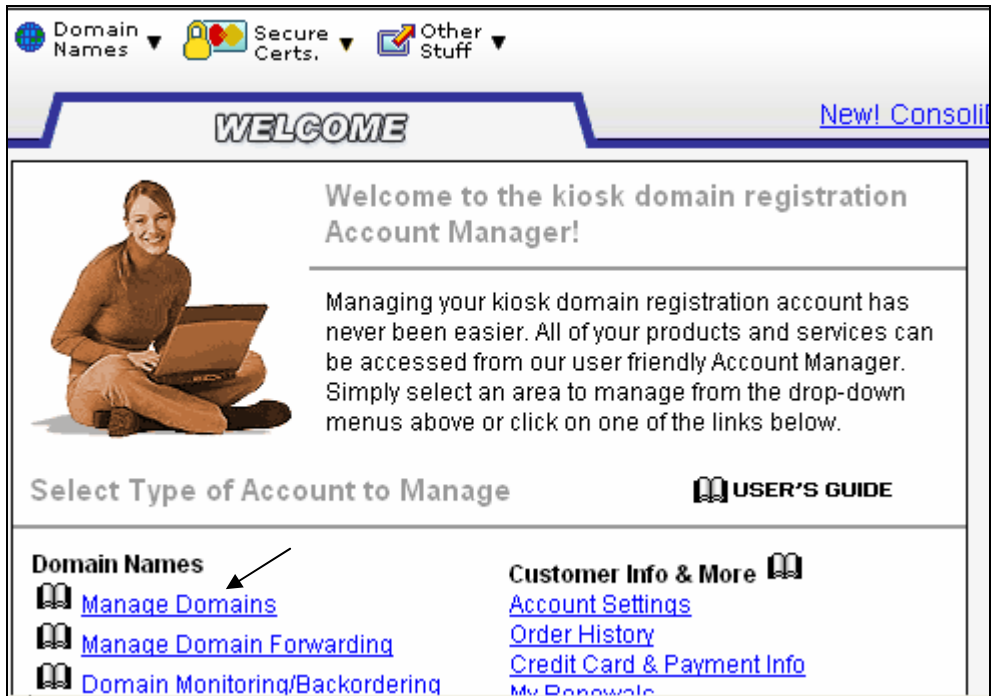 Domain Names ▼ Secure Certs. ▼ Other Stuff ▼
WELCOME
New! Consoli
Welcome to the kiosk domain registration
Account Manager!
Managing your kiosk domain registration account has
never been easier. All of your products and services can
be accessed from our user friendly Account Manager.
Simply select an area to manage from the drop-down
menus above or click on one of the links below.
Select Type of Account to Manage
USER'S GUIDE
Domain Names
Manage Domains
Manage Domain Forwarding
Domain Monitoring/Backordering
Customer Info & More
Account Settings
Order History
Credit Card & Payment Info
My Renewals